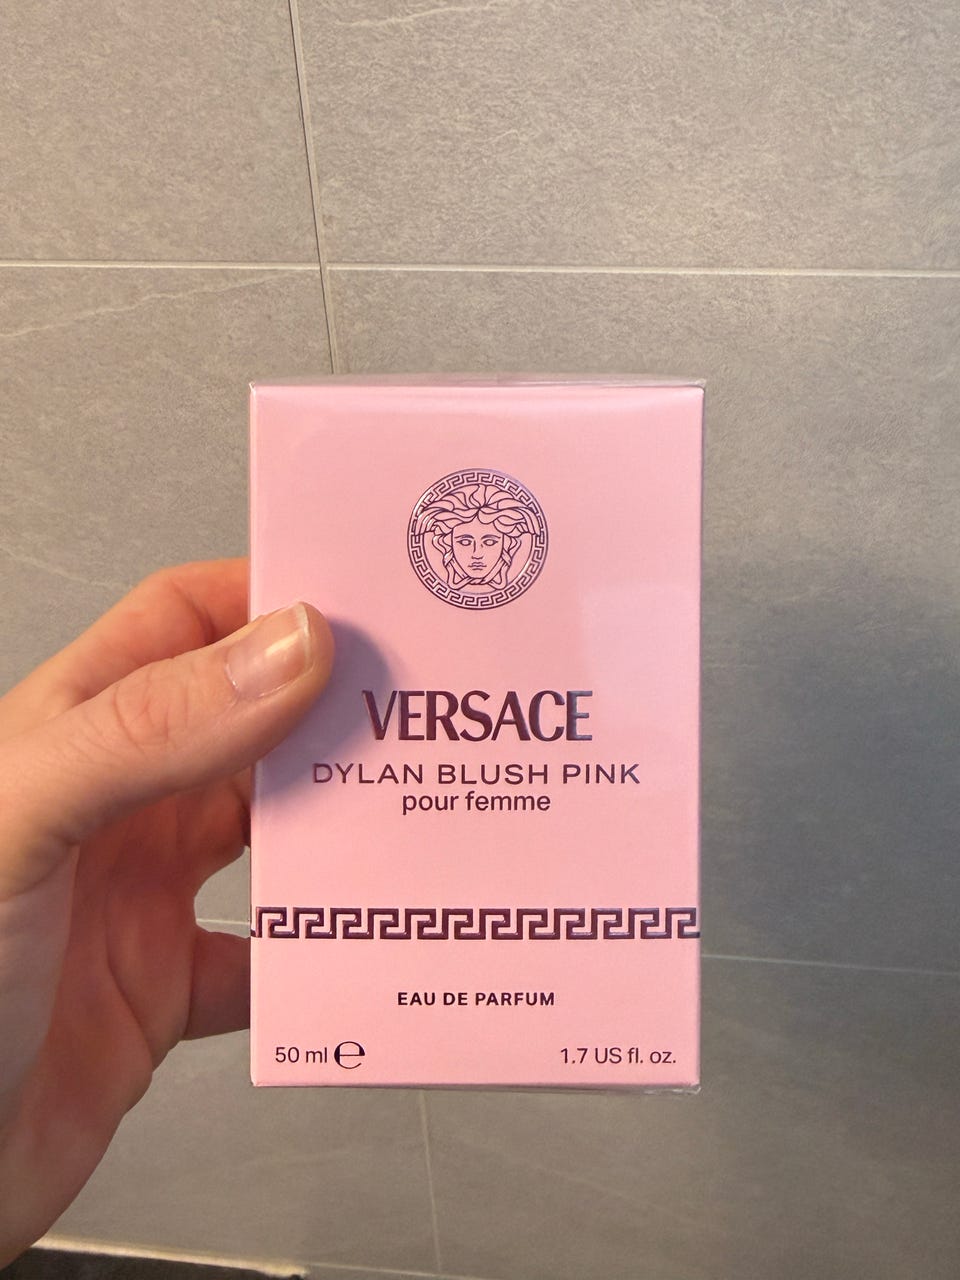 VERSACE
DYLAN BLUSH PINK
pour femme
EAU DE PARFUM
50 ml ℮
1.7 US fl. oz.